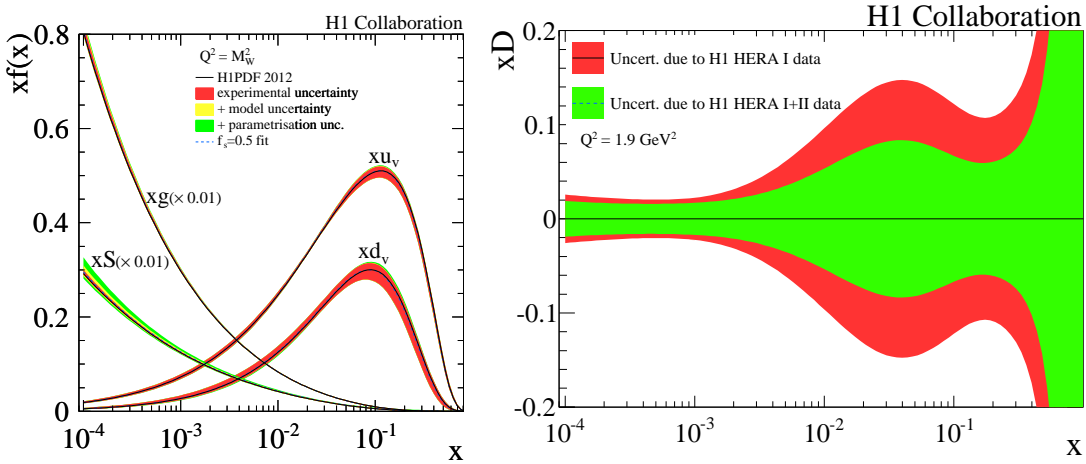 H1 Collaboration
xf(x)
0.8
0.6
0.4
0.2
0
Q² = M²_W
H1PDF 2012
experimental uncertainty
+ model uncertainty
+ parametrisation unc.
f_s=0.5 fit
xu_v
xg(× 0.01)
xS(× 0.01)
xd_v
10⁻⁴ 10⁻³ 10⁻² 10⁻¹
x
H1 Collaboration
xD
0.2
0.1
0
-0.1
-0.2
Uncert. due to H1 HERA I data
Uncert. due to H1 HERA I+II data
Q² = 1.9 GeV²
10⁻⁴ 10⁻³ 10⁻² 10⁻¹
x